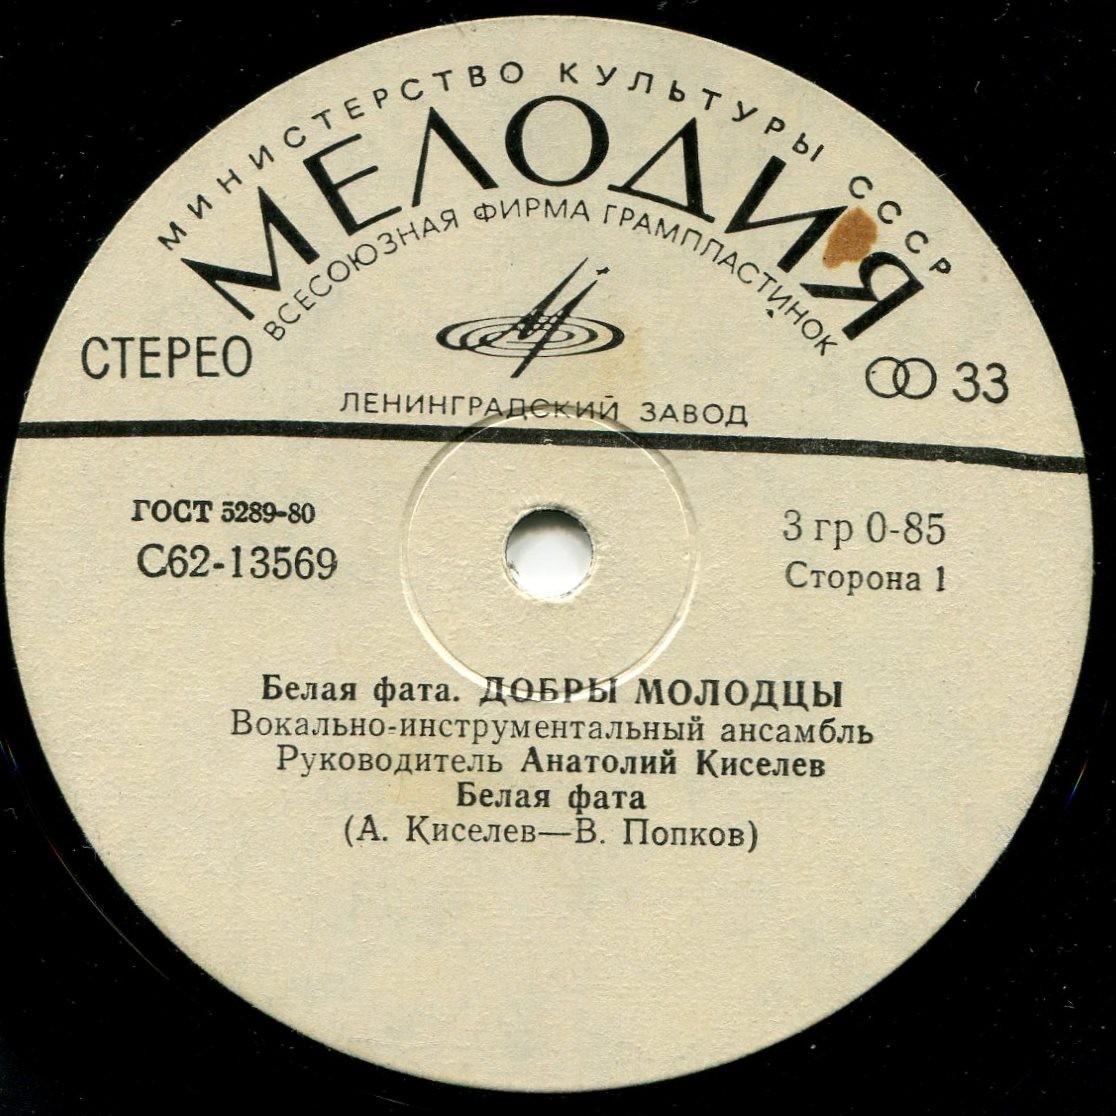 МИНИСТЕРСТВО КУЛЬТУРЫ СССР
МЕЛОДИЯ
ВСЕСОЮЗНАЯ ФИРМА ГРАМПЛАСТИНОК
СТЕРЕО
33
ЛЕНИНГРАДСКИЙ ЗАВОД
ГОСТ 5289-80
С62-13569
3 гр 0-85
Сторона 1
Белая фата. ДОБРЫ МОЛОДЦЫ
Вокально-инструментальный ансамбль
Руководитель Анатолий Киселев
Белая фата
(А. Киселев—В. Попков)